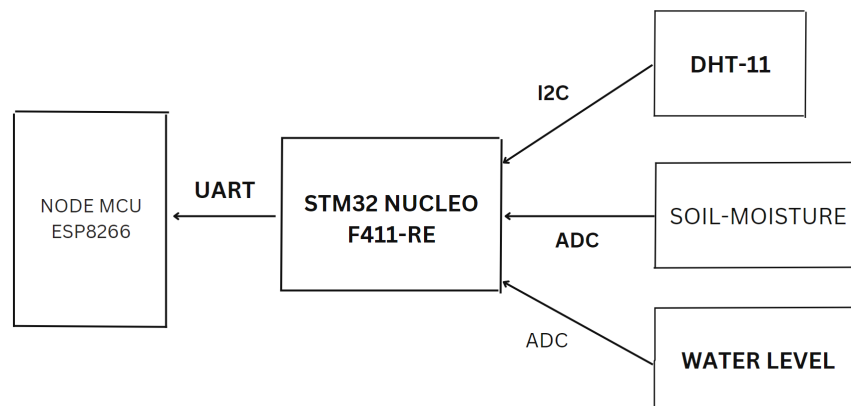 DHT-11
I2C
NODE MCU
ESP8266
UART
STM32 NUCLEO
F411-RE
SOIL-MOISTURE
ADC
ADC
WATER LEVEL